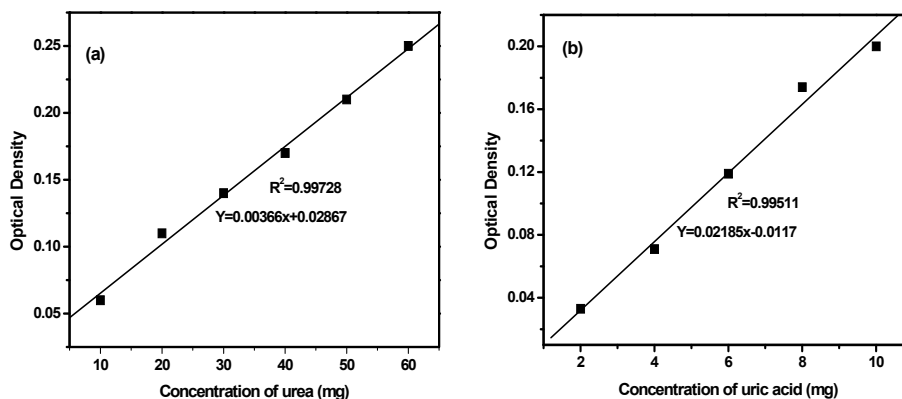 (a)
Optical Density
0.25
0.20
0.15
0.10
0.05
R²=0.99728
Y=0.00366x+0.02867
10 20 30 40 50 60
Concentration of urea (mg)
(b)
Optical Density
0.20
0.16
0.12
0.08
0.04
R²=0.99511
Y=0.02185x-0.0117
2 4 6 8 10
Concentration of uric acid (mg)